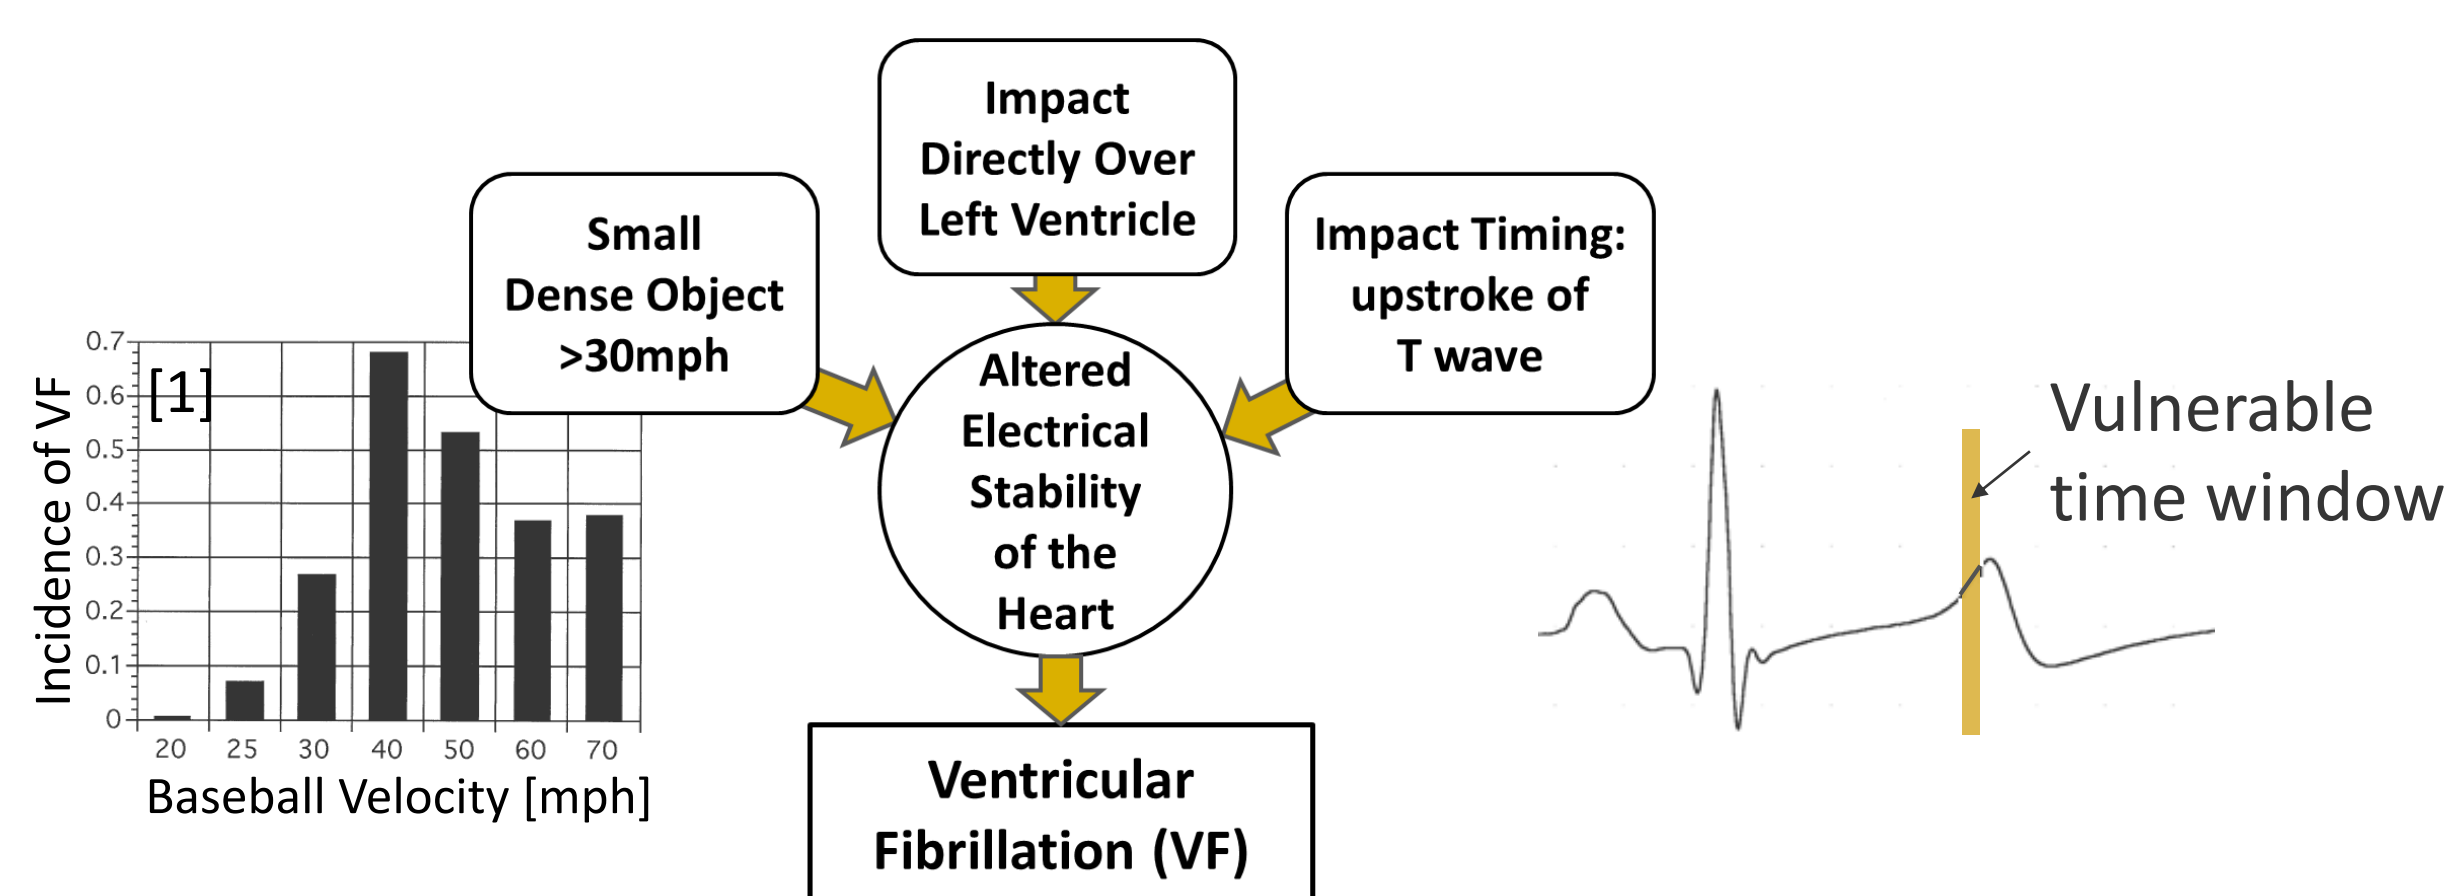 Impact
Directly Over
Left Ventricle
Small
Dense Object
>30mph
Impact Timing:
upstroke of
T wave
Altered
Electrical
Stability
of the
Heart
Ventricular
Fibrillation (VF)
[1]
Incidence of VF
0.7
0.6
0.5
0.4
0.3
0.2
0.1
0
20 25 30 40 50 60 70
Baseball Velocity [mph]
Vulnerable
time window